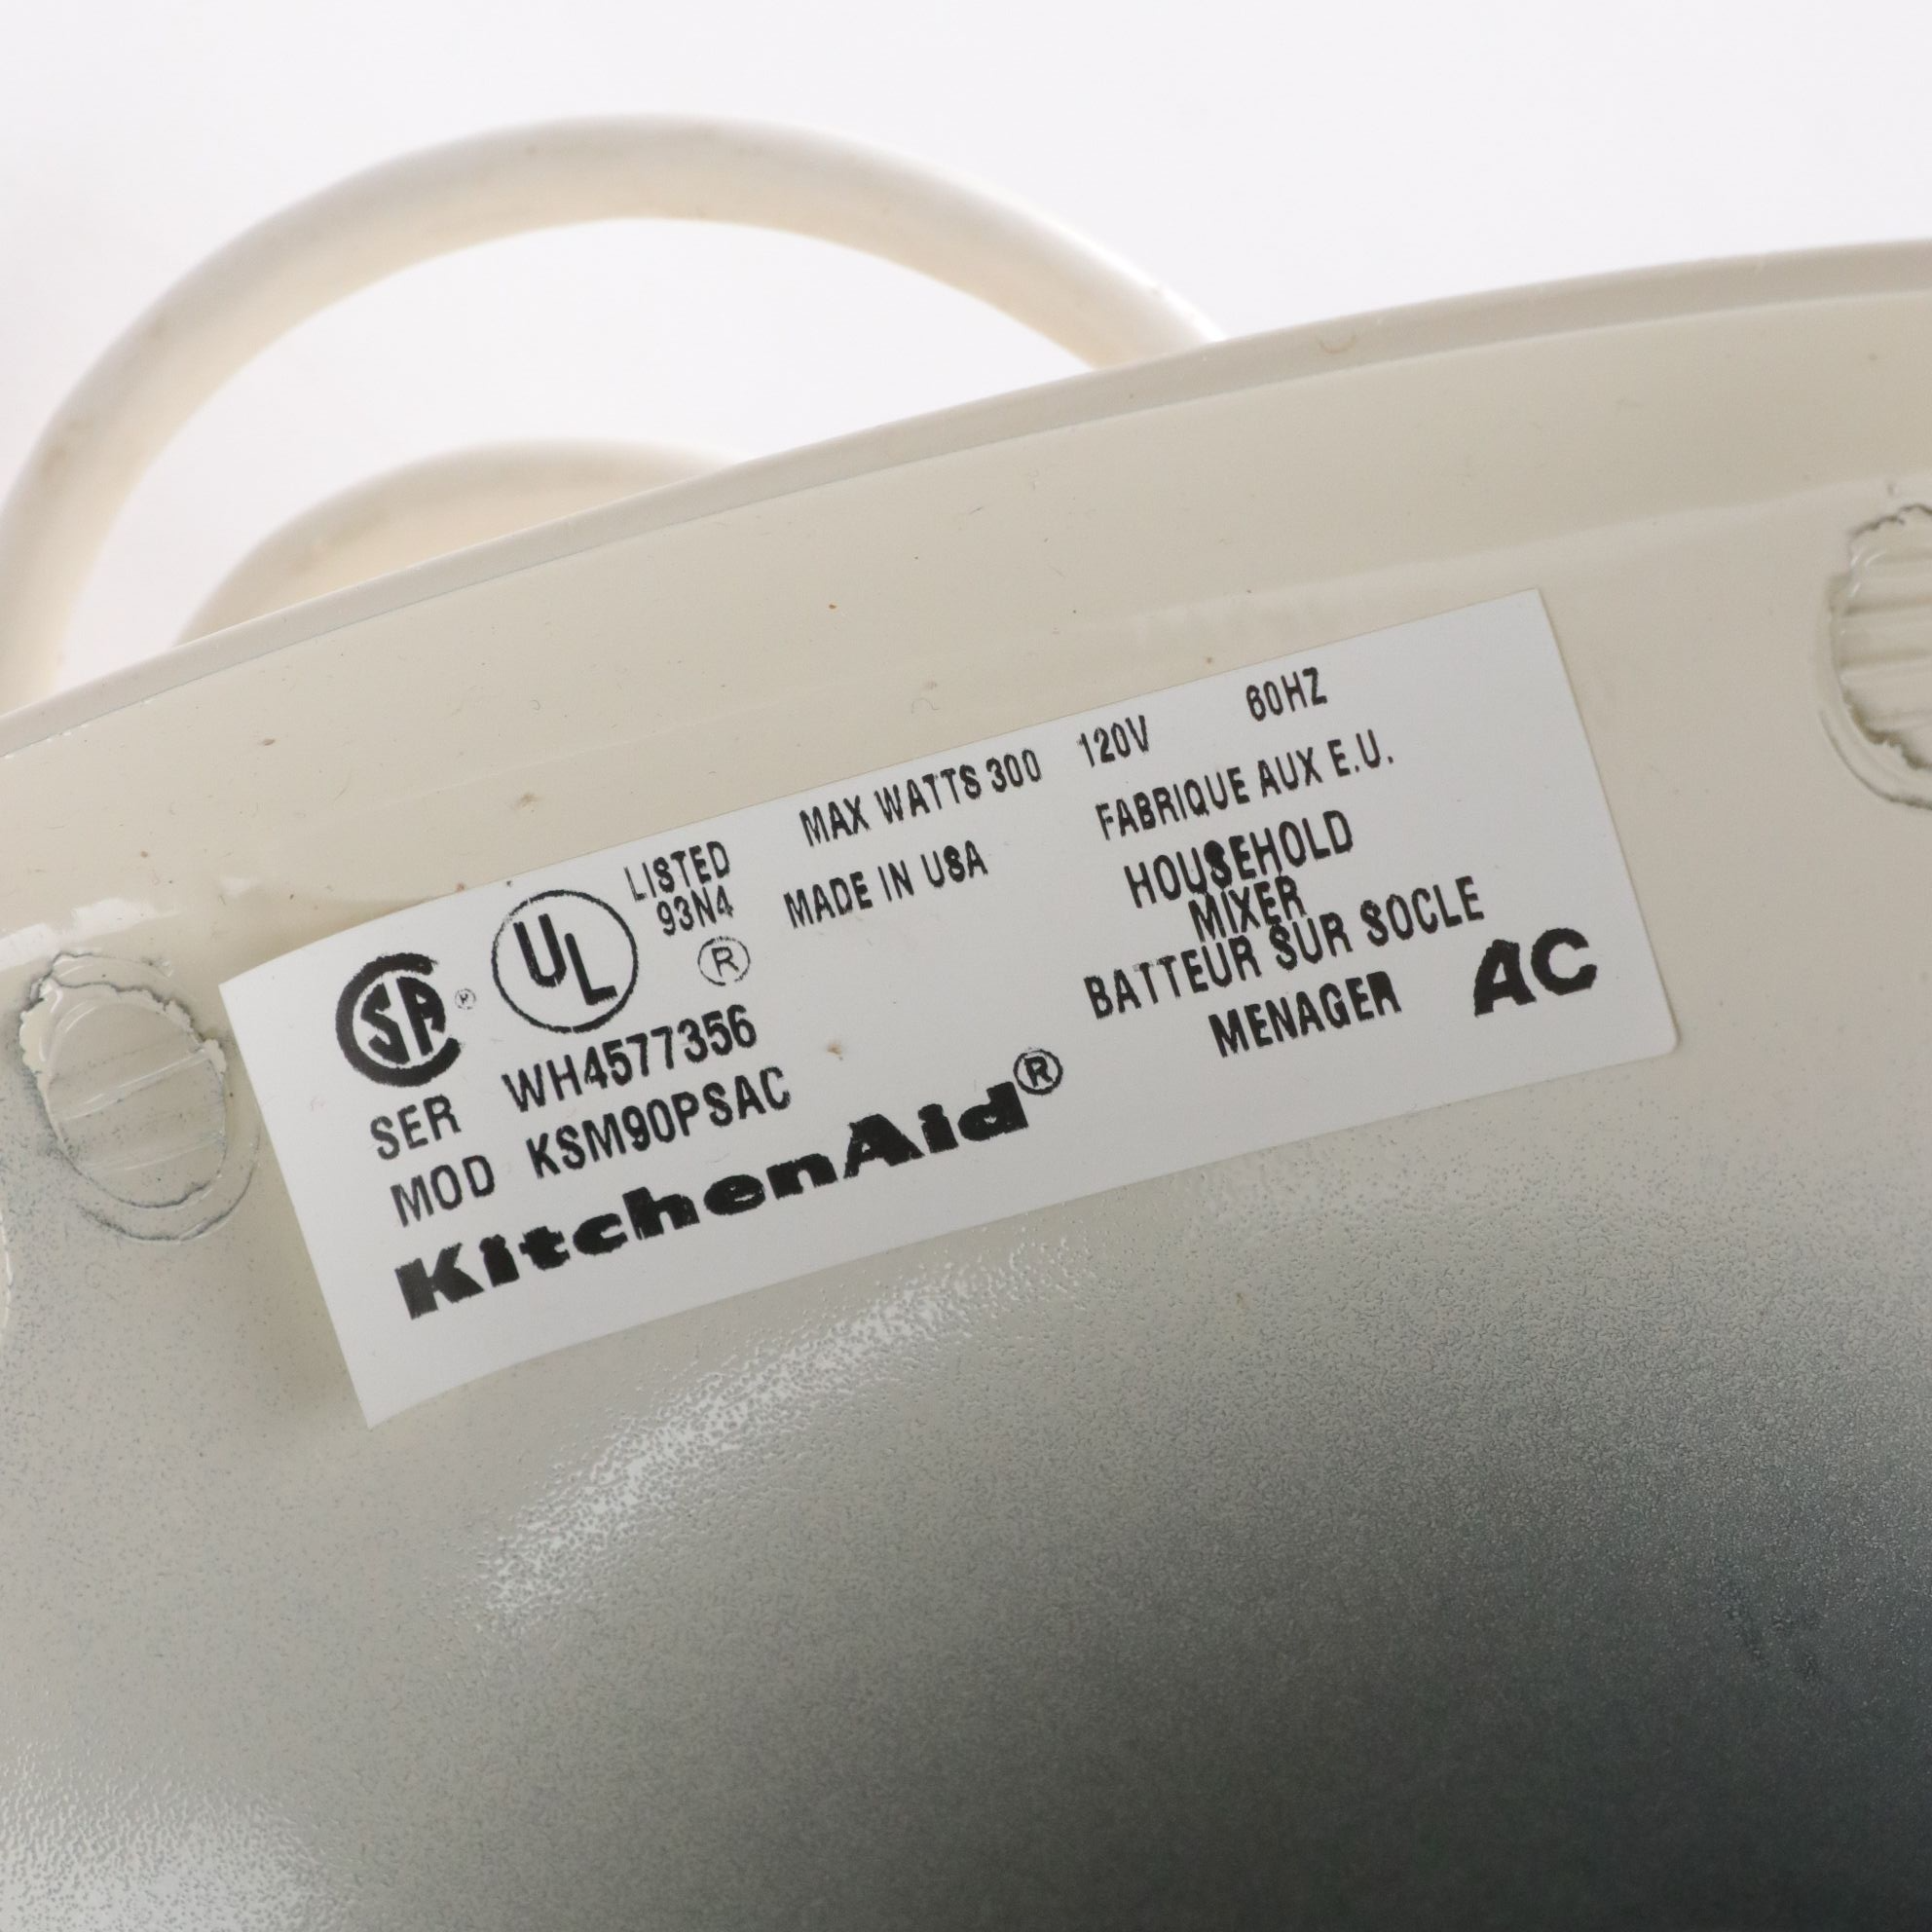 MAX WATTS 300 120V 60HZ
LISTED
93N4
MADE IN USA FABRIQUE AUX E.U.
UL ®
SA ®
HOUSEHOLD
MIXER
BATTEUR SUR SOCLE
MENAGER AC
SER WH4577356
MOD KSM90PSAC
KitchenAid®